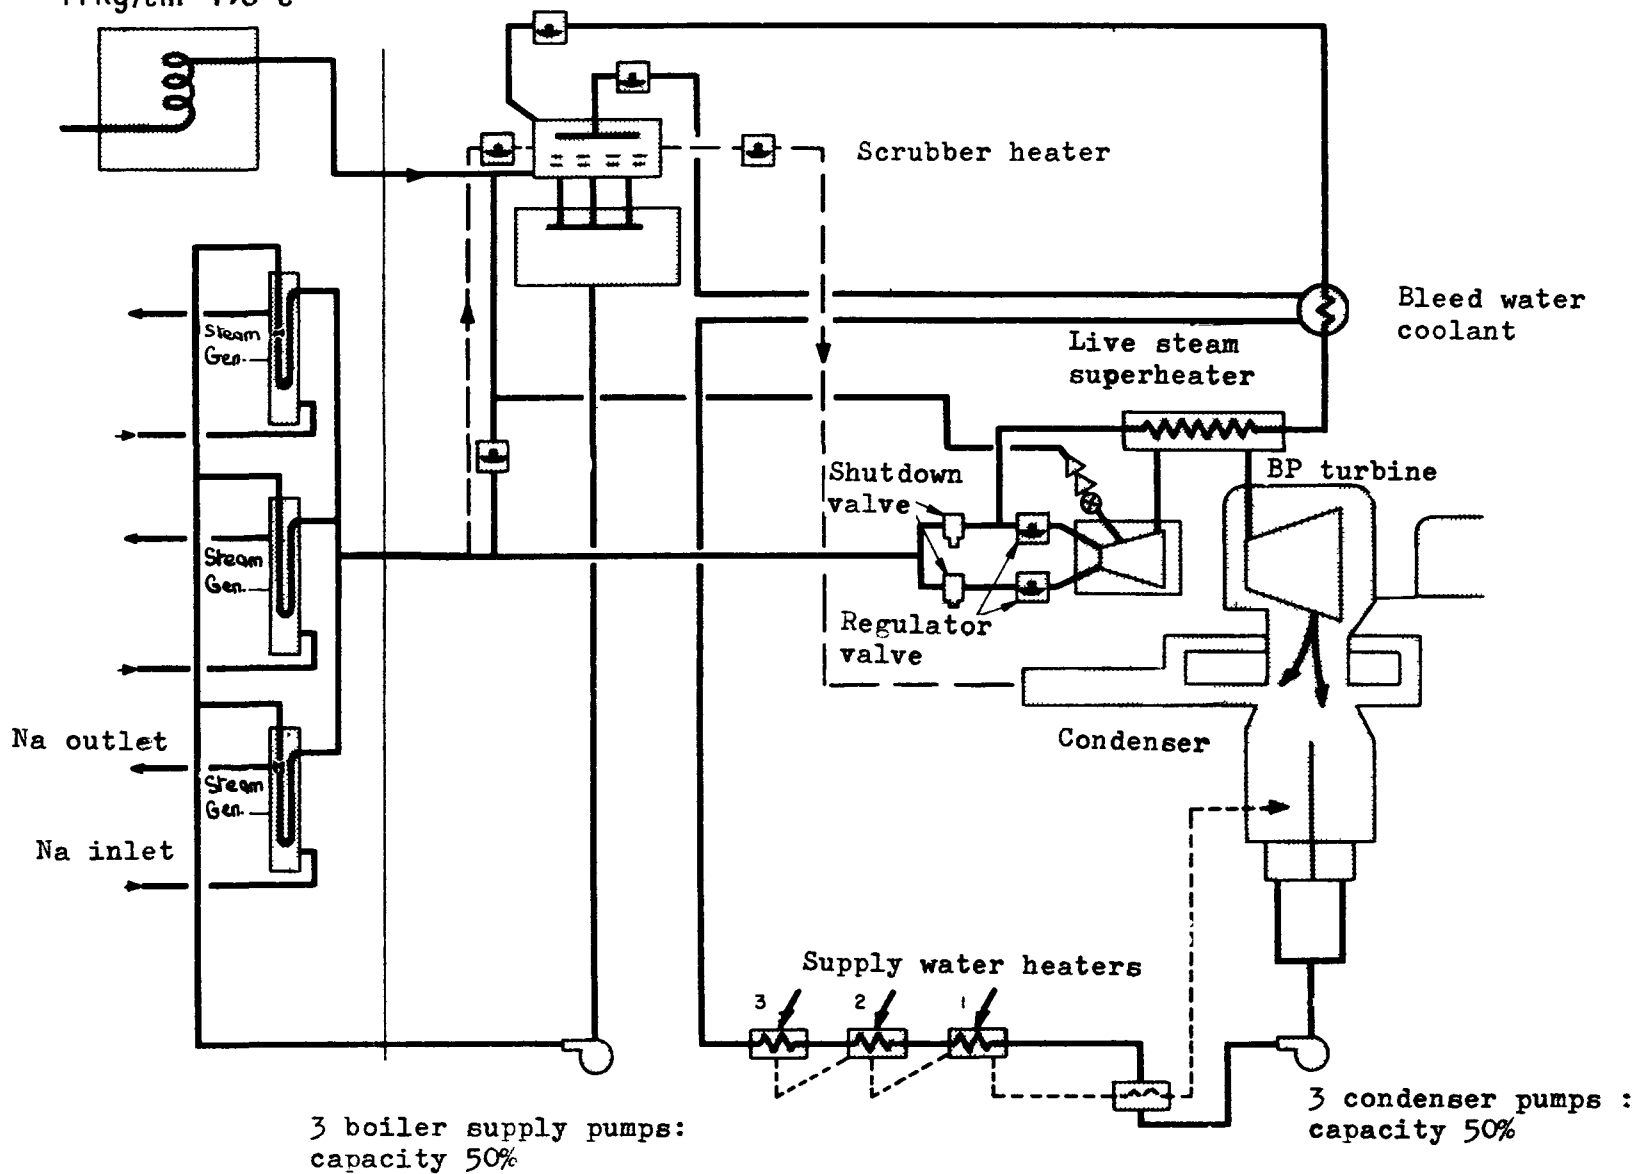 Scrubber heater
Bleed water
coolant
Live steam
superheater
Steam
Gen.
BP turbine
Shutdown
valve
Steam
Gen.
Regulator
valve
Na outlet
Condenser
Steam
Gen.
Na inlet
Supply water heaters
3 2 1
3 boiler supply pumps:
capacity 50%
3 condenser pumps :
capacity 50%